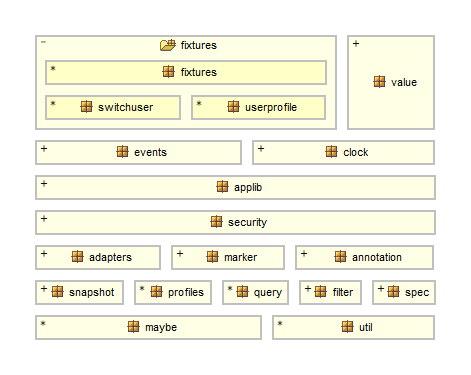 − fixtures
* fixtures
* switchuser * userprofile
+ value
+ events + clock
+ applib
+ security
+ adapters + marker + annotation
+ snapshot * profiles * query + filter + spec
* maybe * util